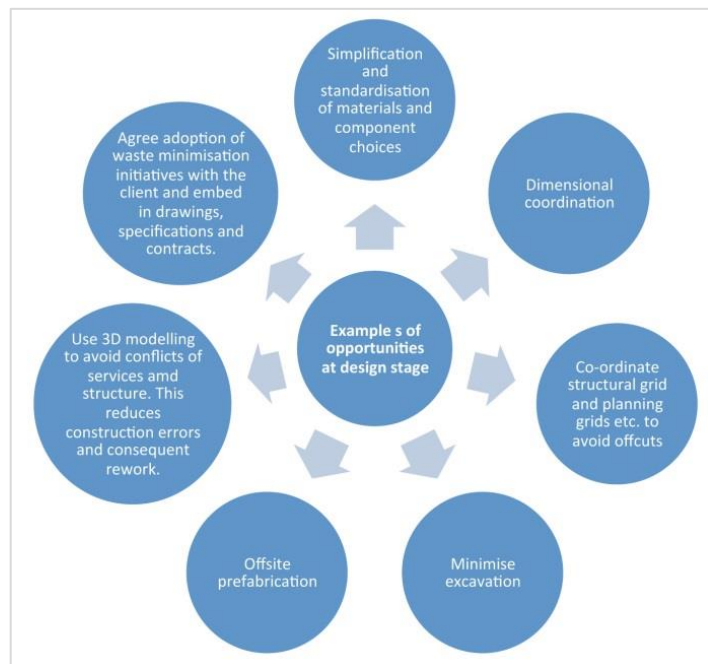 Simplification
and
standardisation
of materials and
component
choices
Dimensional
coordination
Co-ordinate
structural grid
and planning
grids etc. to
avoid offcuts
Minimise
excavation
Offsite
prefabrication
Use 3D modelling
to avoid conflicts of
services amd
structure. This
reduces
construction errors
and consequent
rework.
Agree adoption of
waste minimisation
initiatives with the
client and embed
in drawings,
specifications and
contracts.
Example s of
opportunities
at design stage